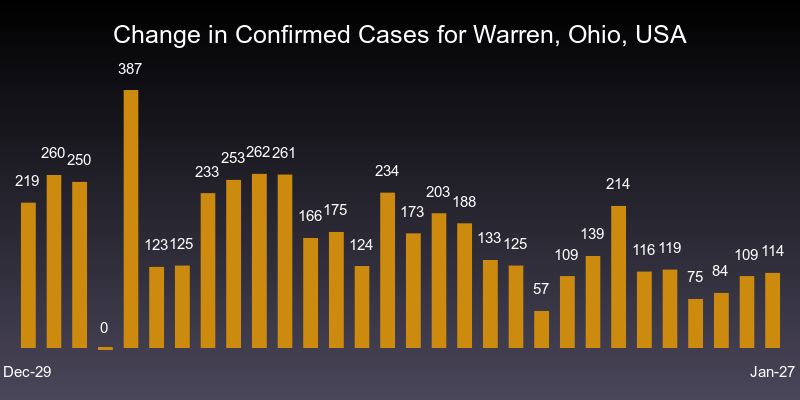 Change in Confirmed Cases for Warren, Ohio, USA
219 260 250 0 387 123 125 233 253 262 261 166 175 124 234 173 203 188 133 125 57 109 139 214 116 119 75 84 109 114
Dec-29 Jan-27